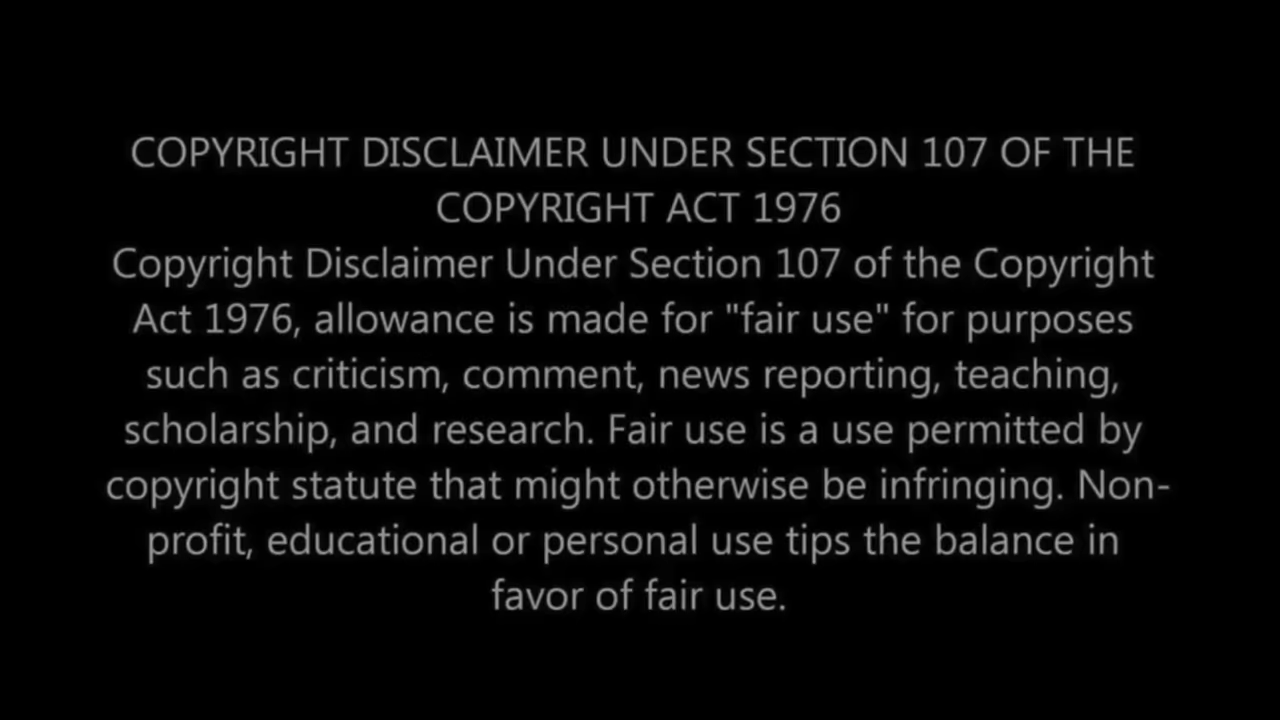 COPYRIGHT DISCLAIMER UNDER SECTION 107 OF THE
COPYRIGHT ACT 1976
Copyright Disclaimer Under Section 107 of the Copyright
Act 1976, allowance is made for "fair use" for purposes
such as criticism, comment, news reporting, teaching,
scholarship, and research. Fair use is a use permitted by
copyright statute that might otherwise be infringing. Non-
profit, educational or personal use tips the balance in
favor of fair use.